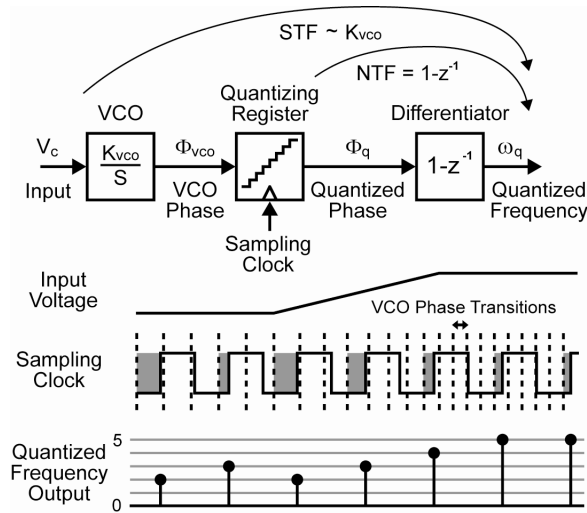 STF ~ Kvco
NTF = 1-z⁻¹
VCO
Quantizing
Register
Differentiator
Vc
Kvco
S
Φvco
Φq
1-z⁻¹
ωq
Input
VCO
Phase
Quantized
Phase
Quantized
Frequency
Sampling
Clock
Input
Voltage
VCO Phase Transitions
Sampling
Clock
Quantized
Frequency
Output
5
0